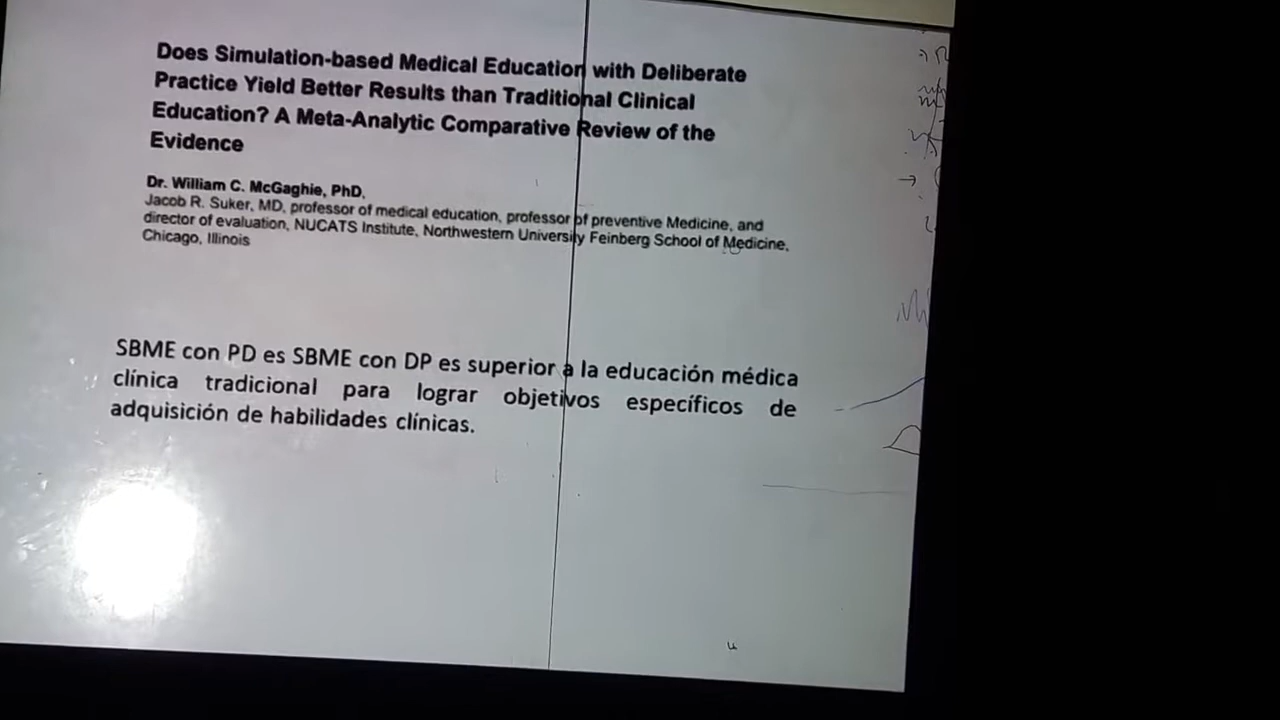 Does Simulation-based Medical Education with Deliberate
Practice Yield Better Results than Traditional Clinical
Education? A Meta-Analytic Comparative Review of the
Evidence
Dr. William C. McGaghie, PhD,
Jacob R. Suker, MD, professor of medical education, professor of preventive Medicine, and
director of evaluation, NUCATS Institute, Northwestern University Feinberg School of Medicine,
Chicago, Illinois
SBME con PD es SBME con DP es superior a la educación médica
clínica tradicional para lograr objetivos específicos de
adquisición de habilidades clínicas.